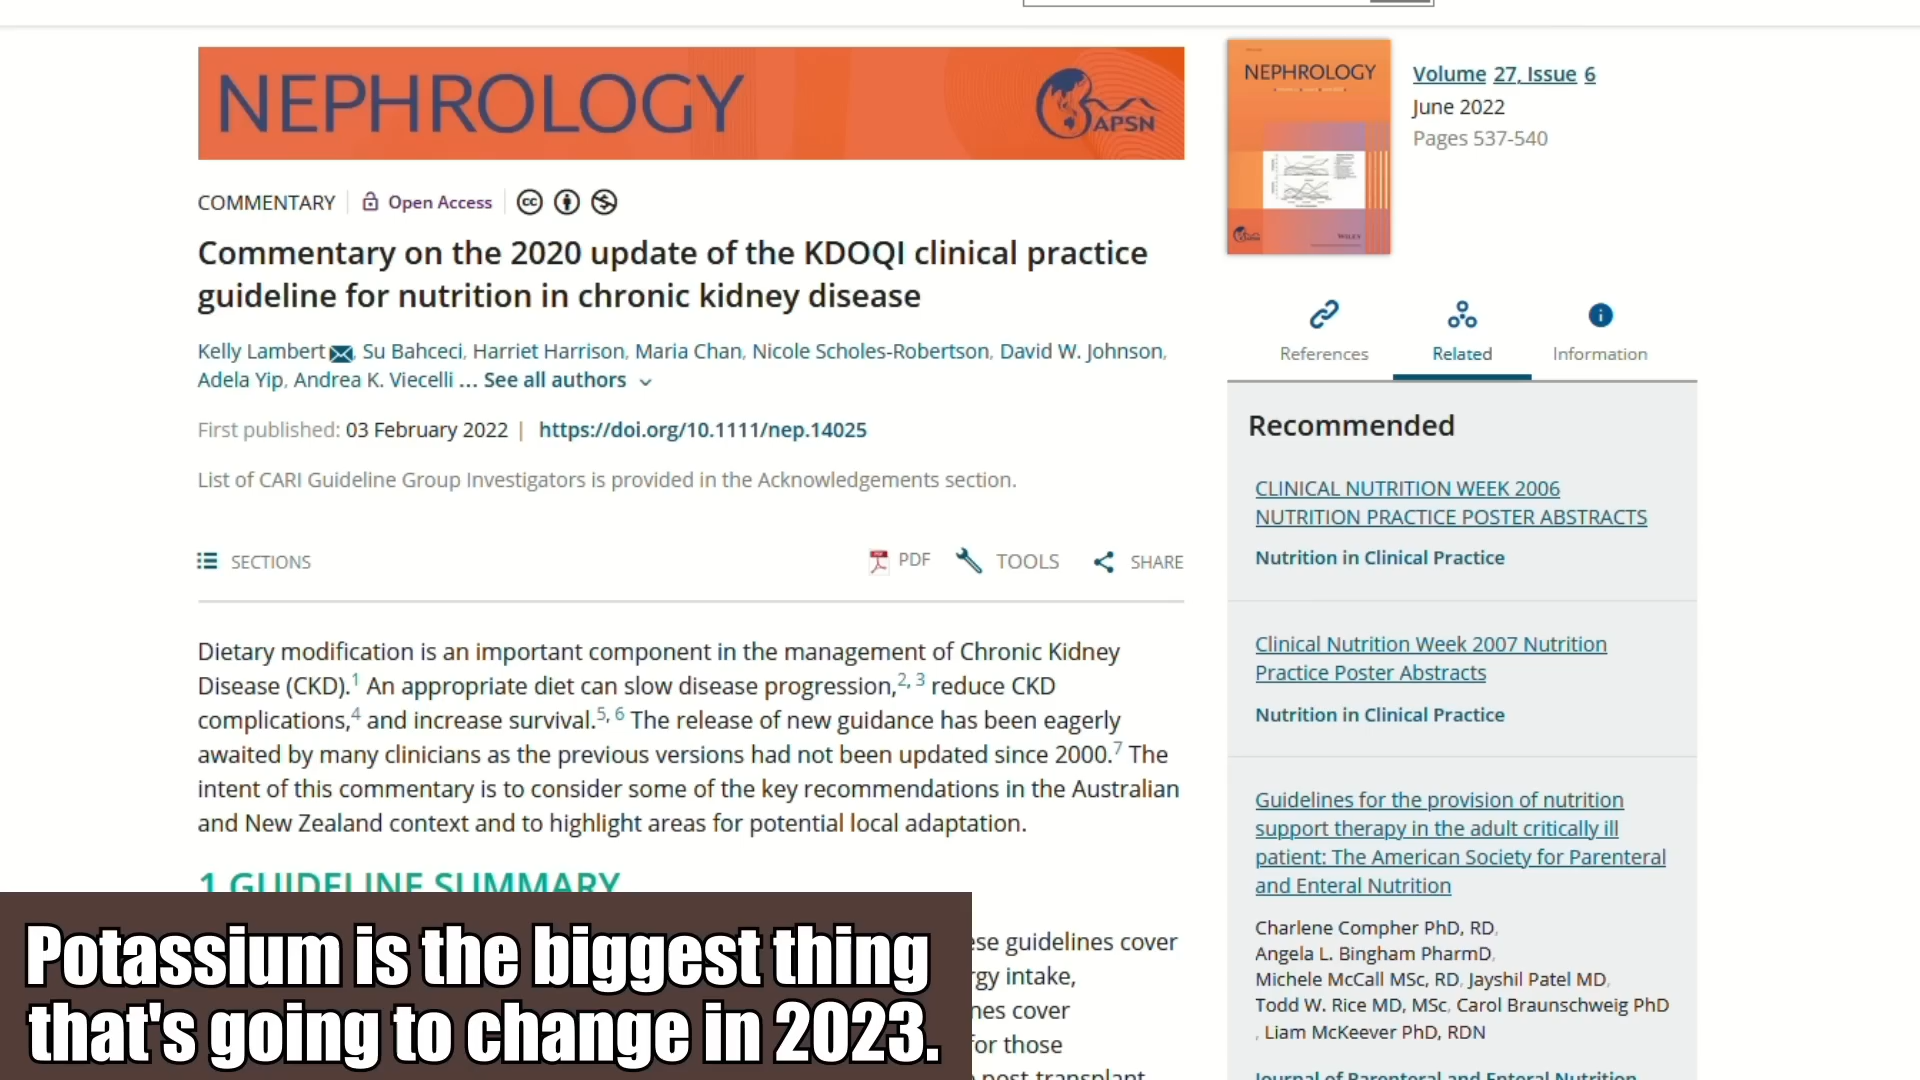 NEPHROLOGY
APSN
COMMENTARY
Open Access
Commentary on the 2020 update of the KDOQI clinical practice
guideline for nutrition in chronic kidney disease
Kelly Lambert, Su Bahceci, Harriet Harrison, Maria Chan, Nicole Scholes-Robertson, David W. Johnson,
Adela Yip, Andrea K. Viecelli ... See all authors
First published: 03 February 2022 | https://doi.org/10.1111/nep.14025
List of CARI Guideline Group Investigators is provided in the Acknowledgements section.
SECTIONS
PDF
TOOLS
SHARE
Dietary modification is an important component in the management of Chronic Kidney
Disease (CKD).1 An appropriate diet can slow disease progression,2, 3 reduce CKD
complications,4 and increase survival.5, 6 The release of new guidance has been eagerly
awaited by many clinicians as the previous versions had not been updated since 2000.7 The
intent of this commentary is to consider some of the key recommendations in the Australian
and New Zealand context and to highlight areas for potential local adaptation.
1 GUIDELINE SUMMARY
guidelines cover
intake,
cover
those
post transplant
Potassium is the biggest thing
that's going to change in 2023.
NEPHROLOGY
WILEY
Volume 27, Issue 6
June 2022
Pages 537-540
References
Related
Information
Recommended
CLINICAL NUTRITION WEEK 2006
NUTRITION PRACTICE POSTER ABSTRACTS
Nutrition in Clinical Practice
Clinical Nutrition Week 2007 Nutrition
Practice Poster Abstracts
Nutrition in Clinical Practice
Guidelines for the provision of nutrition
support therapy in the adult critically ill
patient: The American Society for Parenteral
and Enteral Nutrition
Charlene Compher PhD, RD,
Angela L. Bingham PharmD,
Michele McCall MSc, RD, Jayshil Patel MD,
Todd W. Rice MD, MSc, Carol Braunschweig PhD
, Liam McKeever PhD, RDN
Journal of Parenteral and Enteral Nutrition